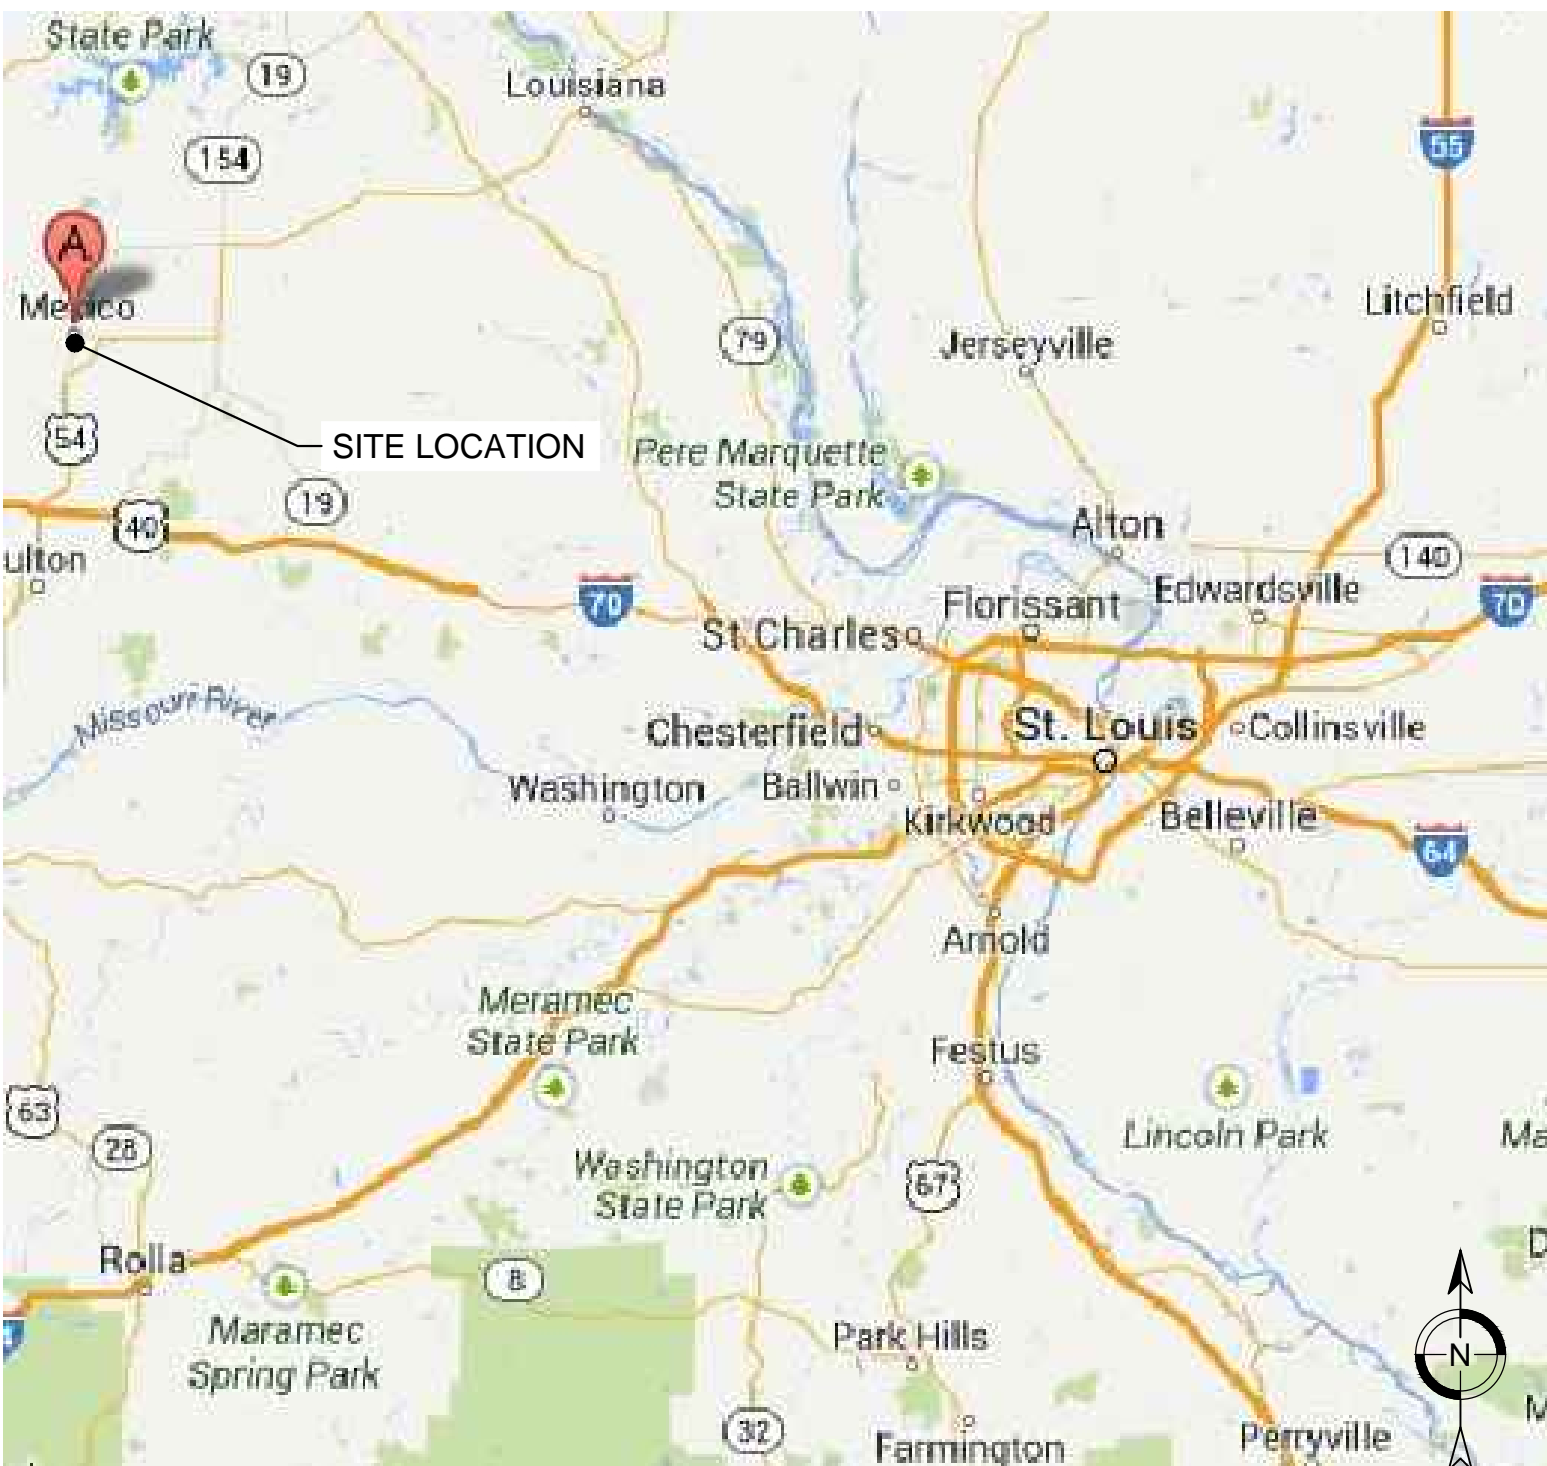 State Park
19
Louisiana
154
55
A
Mexico
Litchfield
79
Jerseyville
54
SITE LOCATION
Pere Marquette
State Park
19
40
Alton
140
ulton
Edwardsville
70
Florissant
70
St Charles
Missouri River
Chesterfield
St. Louis
Collinsville
Washington
Ballwin
Kirkwood
Belleville
64
Arnold
Meramec
State Park
Festus
63
28
Lincoln Park
Ma
Washington
State Park
67
Rolla
8
D
Maramec
Spring Park
Park Hills
N
32
Farmington
Perryville
M